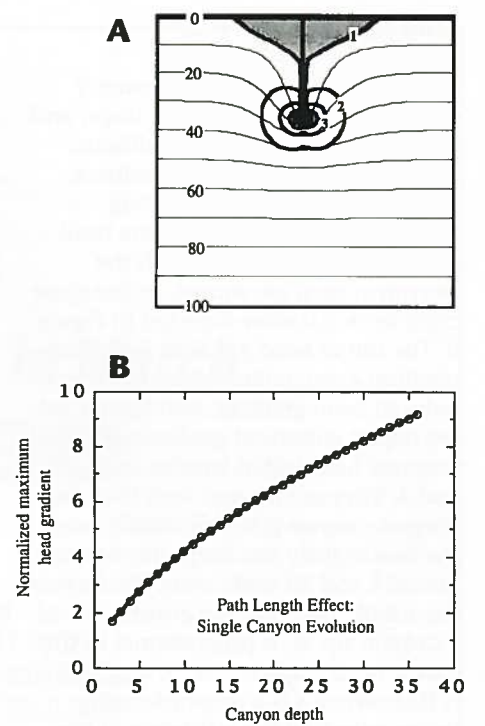 A
0
1
20
2
3
40
60
80
100
B
10
8
6
4
2
0
Normalized maximum
head gradient
Path Length Effect:
Single Canyon Evolution
0 5 10 15 20 25 30 35 40
Canyon depth